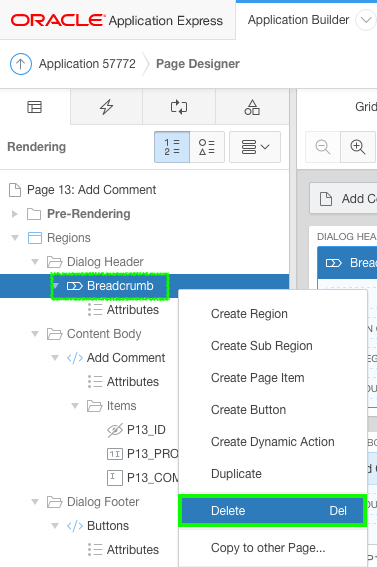 ORACLE Application Express
Application Builder
Application 57772
Page Designer
Grid
Rendering
Page 13: Add Comment
Add Co
Pre-Rendering
Regions
DIALOG HEA
Dialog Header
Breadcrumb
Brea
Attributes
Create Region
Content Body
Create Sub Region
Add Comment
Create Page Item
Attributes
Create Button
Items
P13_ID
Create Dynamic Action
P13_PRO
Duplicate
P13_COM
Dialog Footer
Delete Del
Buttons
Attributes
Copy to other Page...